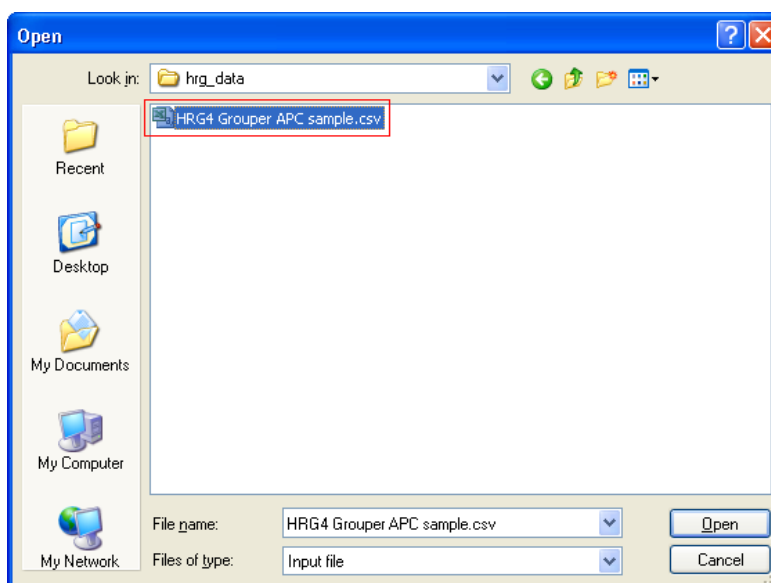 Open
Look in: hrg_data
HRG4 Grouper APC sample.csv
Recent
Desktop
My Documents
My Computer
My Network
File name: HRG4 Grouper APC sample.csv Open
Files of type: Input file Cancel